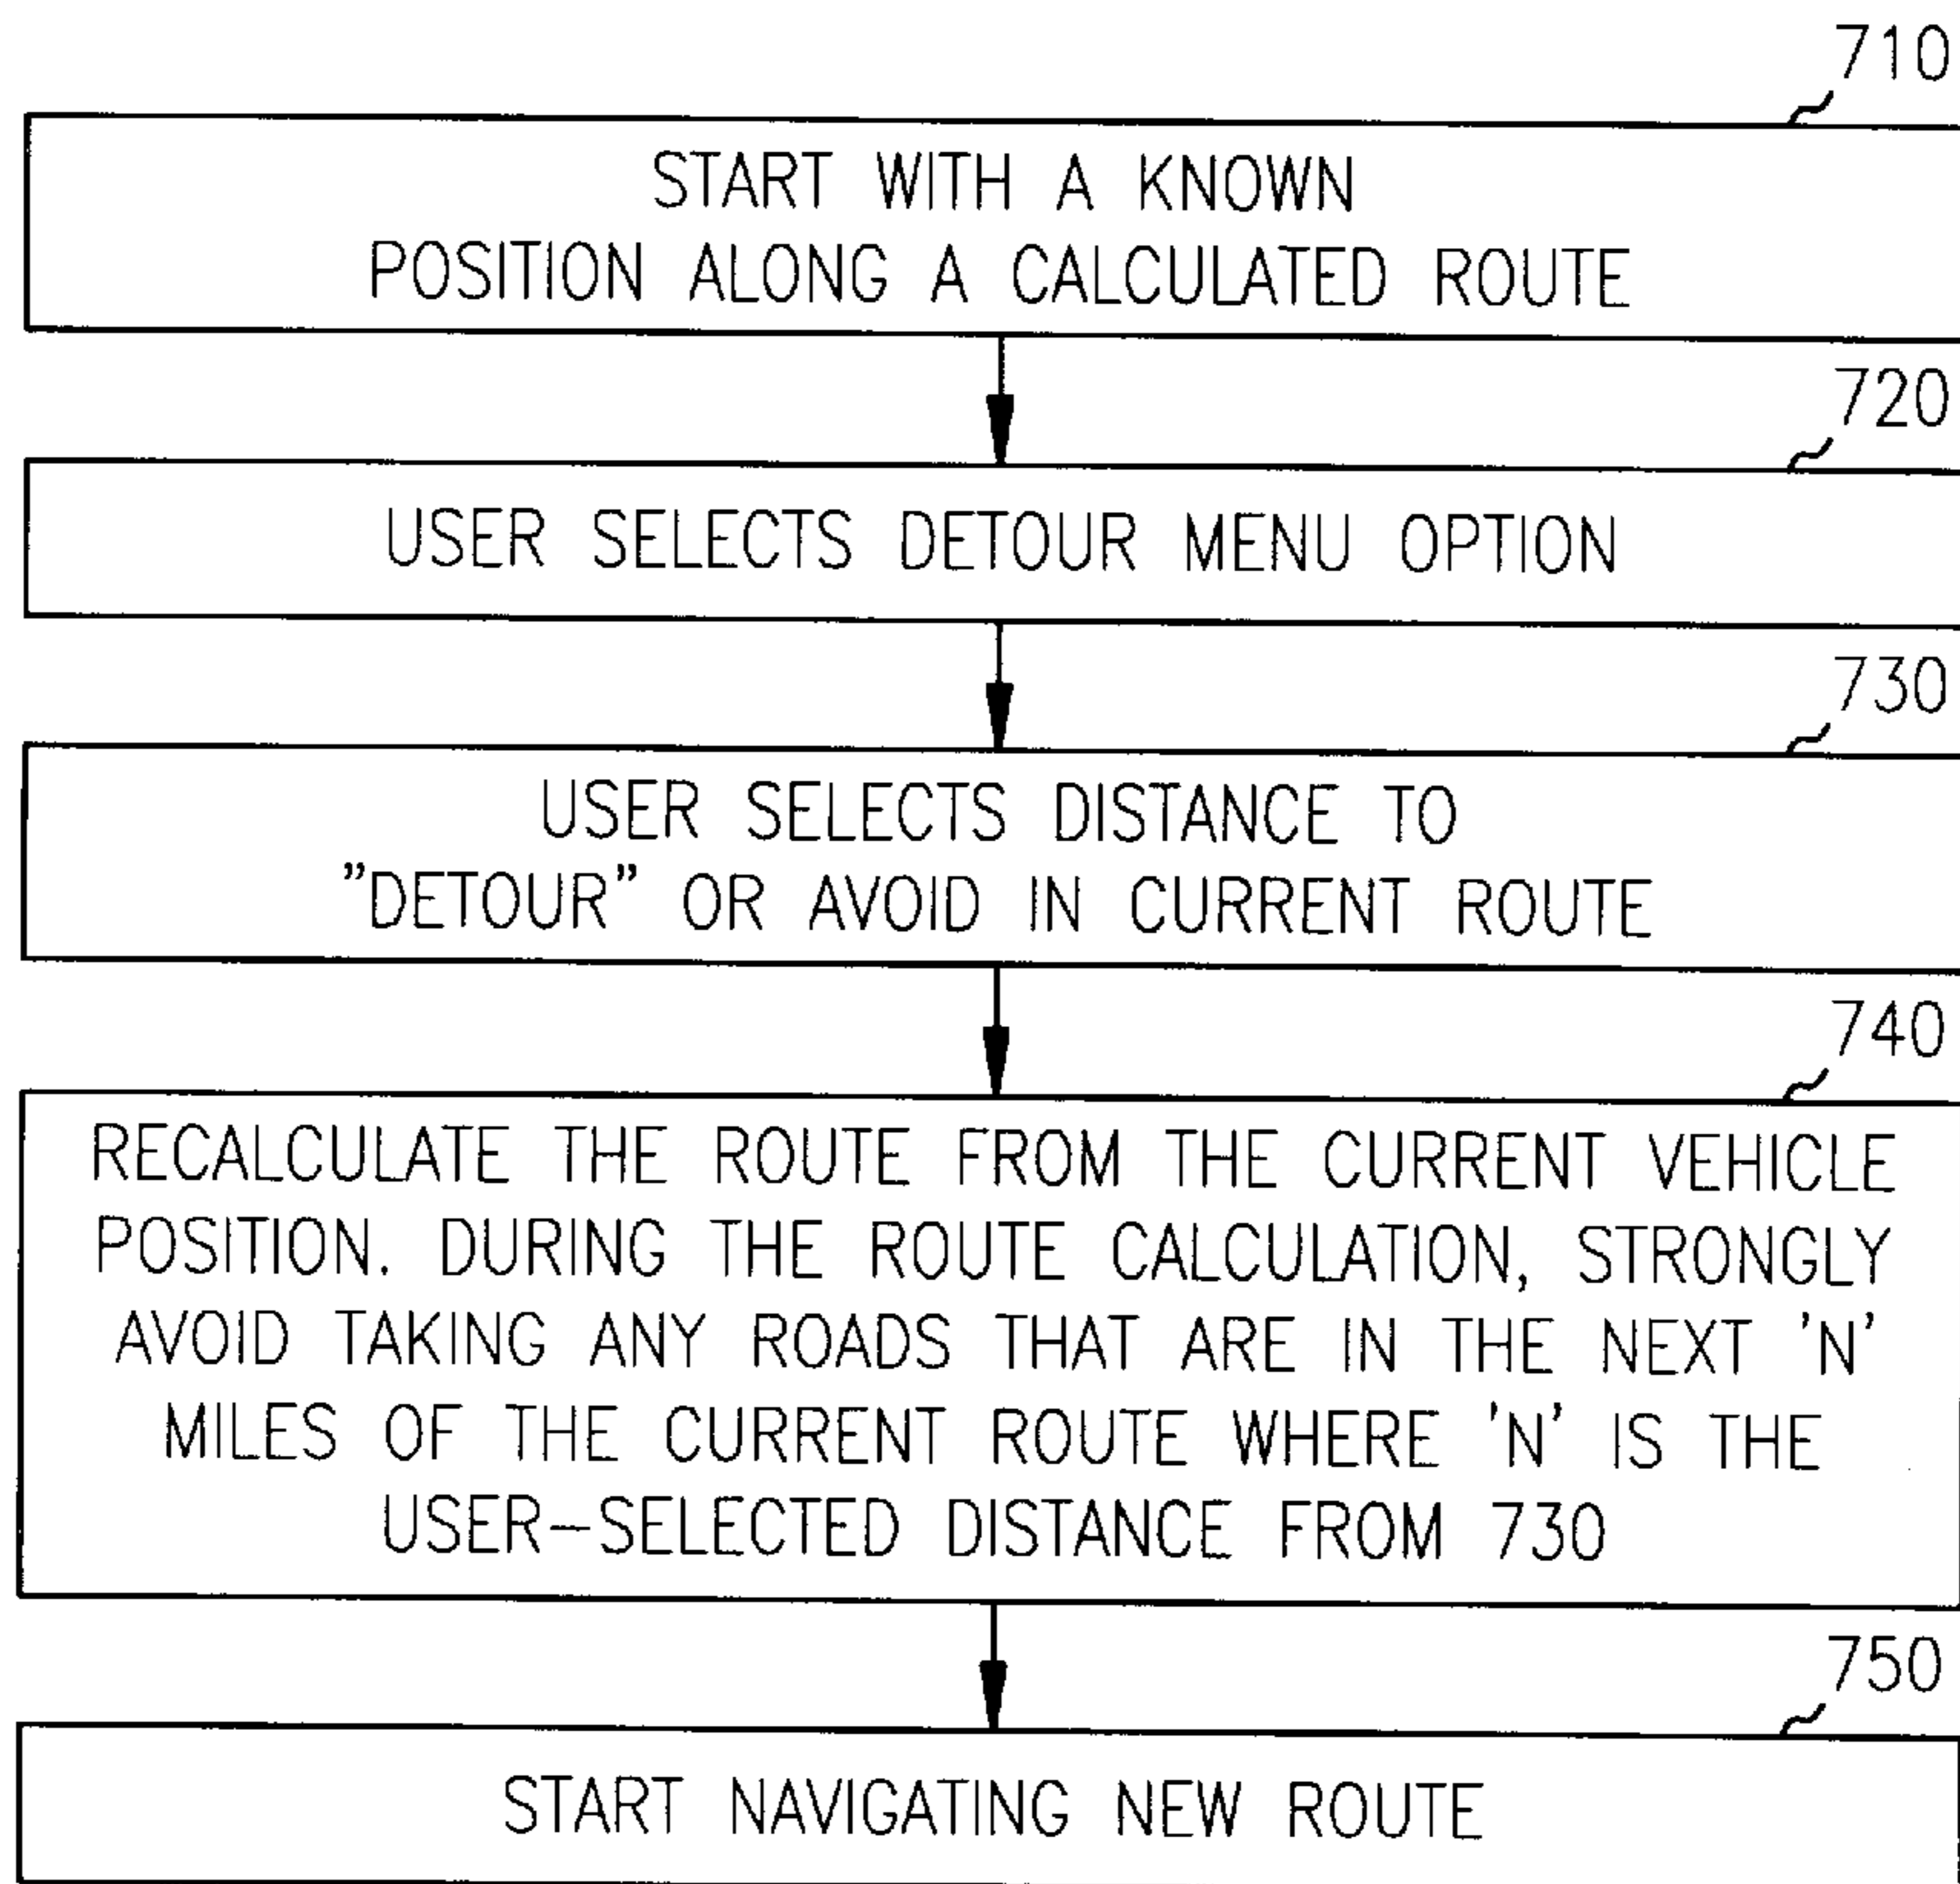 710
START WITH A KNOWN
POSITION ALONG A CALCULATED ROUTE
720
USER SELECTS DETOUR MENU OPTION
730
USER SELECTS DISTANCE TO
"DETOUR" OR AVOID IN CURRENT ROUTE
740
RECALCULATE THE ROUTE FROM THE CURRENT VEHICLE
POSITION. DURING THE ROUTE CALCULATION, STRONGLY
AVOID TAKING ANY ROADS THAT ARE IN THE NEXT 'N'
MILES OF THE CURRENT ROUTE WHERE 'N' IS THE
USER-SELECTED DISTANCE FROM 730
750
START NAVIGATING NEW ROUTE